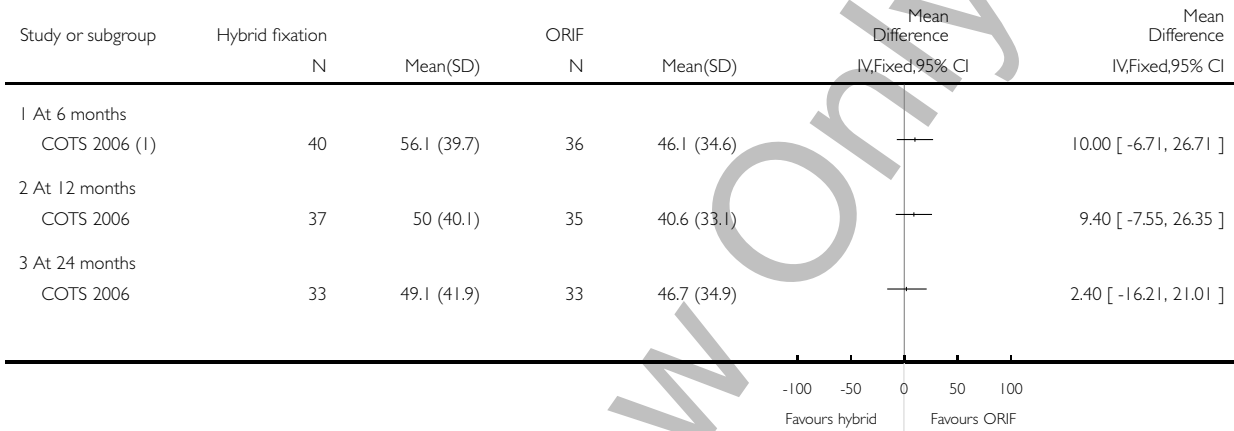 Mean Mean
Study or subgroup Hybrid fixation ORIF Difference Difference
N Mean(SD) N Mean(SD) IV,Fixed,95% CI IV,Fixed,95% CI
1 At 6 months
COTS 2006 (1) 40 56.1 (39.7) 36 46.1 (34.6) 10.00 [ -6.71, 26.71 ]
2 At 12 months
COTS 2006 37 50 (40.1) 35 40.6 (33.1) 9.40 [ -7.55, 26.35 ]
3 At 24 months
COTS 2006 33 49.1 (41.9) 33 46.7 (34.9) 2.40 [ -16.21, 21.01 ]
-100 -50 0 50 100
Favours hybrid Favours ORIF
w Only